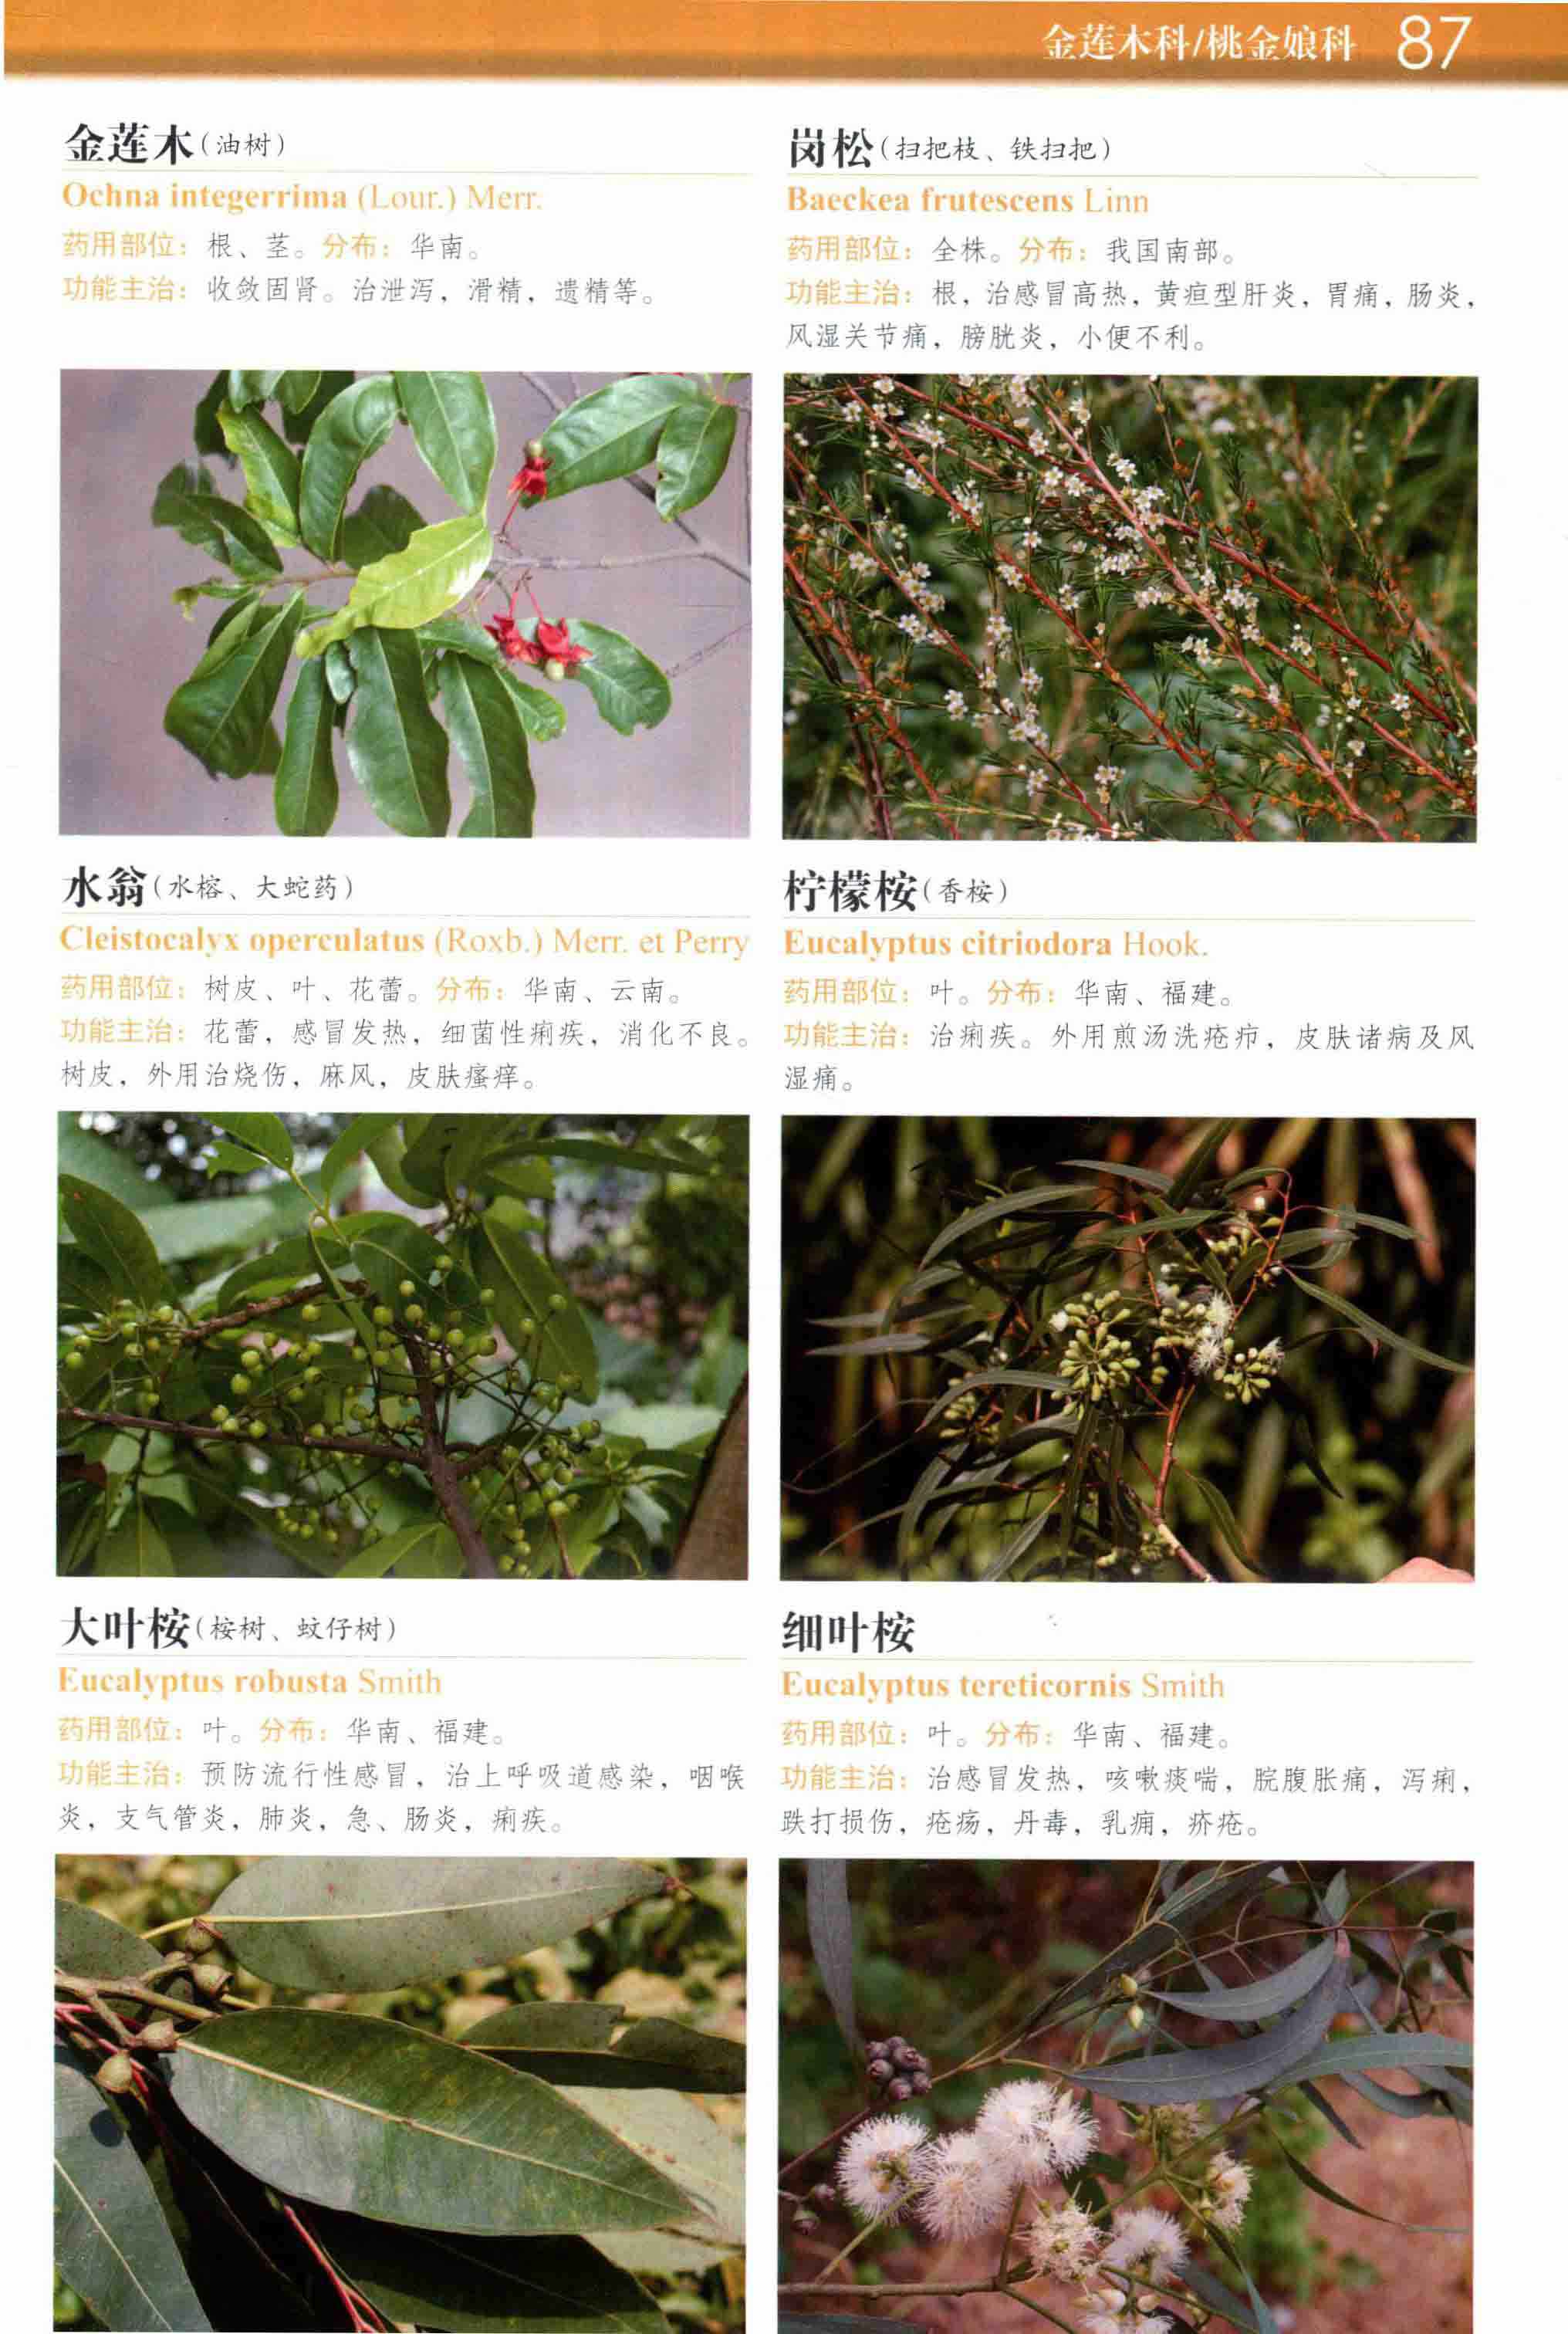 金莲木科/桃金娘科 87
金莲木(油树)
Ochna integerrima (Lour.) Merr.
药用部位：根、茎。分布：华南。
功能主治：收敛固肾。治泄泻，滑精，遗精等。
岗松(扫把枝、铁扫把)
Baeckea frutescens Linn
药用部位：全株。分布：我国南部。
功能主治：根，治感冒高热，黄疸型肝炎，胃痛，肠炎，
风湿关节痛，膀胱炎，小便不利。
水翁(水榕、大蛇药)
Cleistocalyx operculatus (Roxb.) Merr. et Perry
药用部位：树皮、叶、花蕾。分布：华南、云南。
功能主治：花蕾，感冒发热，细菌性痢疾，消化不良。
树皮，外用治烧伤，麻风，皮肤瘙痒。
柠檬桉(香桉)
Eucalyptus citriodora Hook.
药用部位：叶。分布：华南、福建。
功能主治：治痢疾。外用煎汤洗疮疖，皮肤诸病及风
湿痛。
大叶桉(桉树、蚊仔树)
Eucalyptus robusta Smith
药用部位：叶。分布：华南、福建。
功能主治：预防流行性感冒，治上呼吸道感染，咽喉
炎，支气管炎，肺炎，急、肠炎，痢疾。
细叶桉
Eucalyptus tereticornis Smith
药用部位：叶。分布：华南、福建。
功能主治：治感冒发热，咳嗽痰喘，脘腹胀痛，泻痢，
跌打损伤，疮疡，丹毒，乳痈，疥疮。